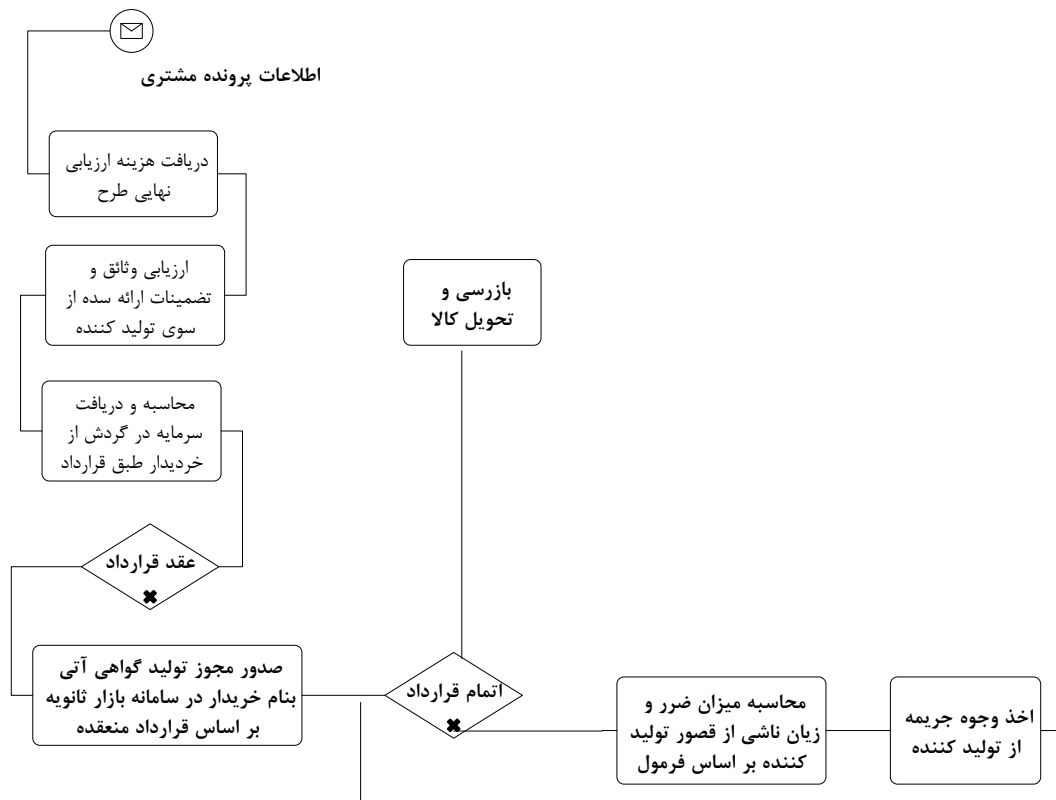 اطلاعات پرونده مشتری
دریافت هزینه ارزیابی
نهایی طرح
ارزیابی وثائق و
تضمینات ارائه سده از
سوی تولید کننده
بازرسی و
تحویل کالا
محاسبه و دریافت
سرمایه در گردش از
خردیدار طبق قرارداد
عقد قرارداد
صدور مجوز تولید گواهی آتی
بنام خریدار در سامانه بازار ثانویه
بر اساس قرارداد منعقده
اتمام قرارداد
محاسبه میزان ضرر و
زیان ناشی از قصور تولید
کننده بر اساس فرمول
اخذ وجوه جریمه
از تولید کننده